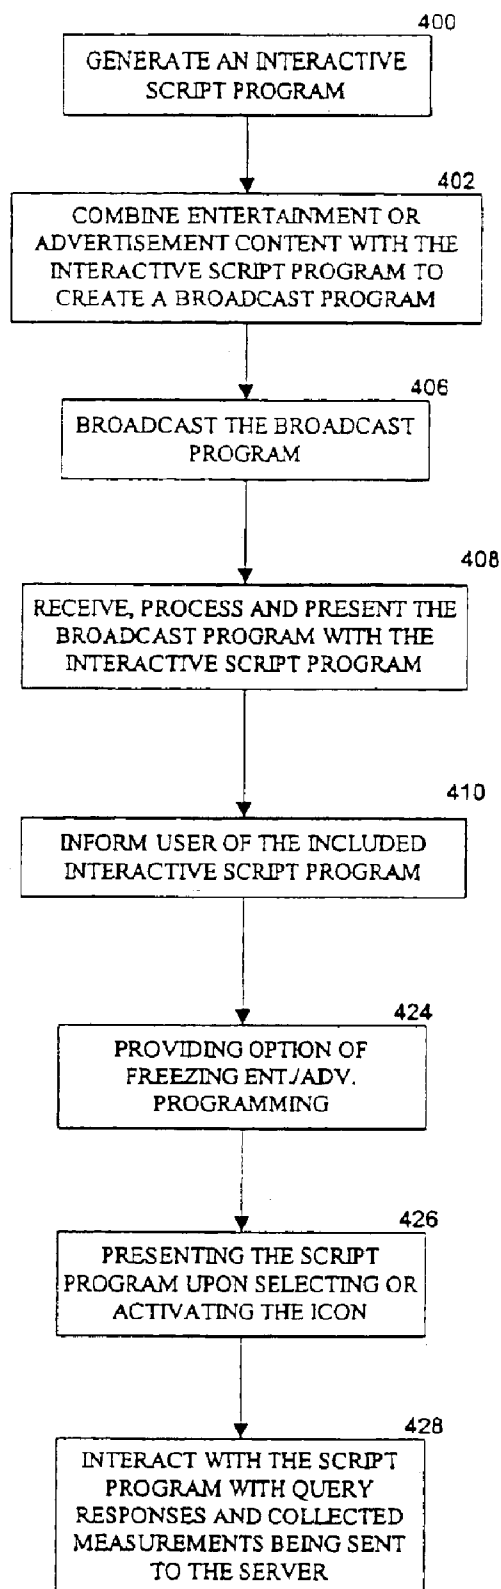 400
GENERATE AN INTERACTIVE
SCRIPT PROGRAM
402
COMBINE ENTERTAINMENT OR
ADVERTISEMENT CONTENT WITH THE
INTERACTIVE SCRIPT PROGRAM TO
CREATE A BROADCAST PROGRAM
406
BROADCAST THE BROADCAST
PROGRAM
408
RECEIVE, PROCESS AND PRESENT THE
BROADCAST PROGRAM WITH THE
INTERACTIVE SCRIPT PROGRAM
410
INFORM USER OF THE INCLUDED
INTERACTIVE SCRIPT PROGRAM
424
PROVIDING OPTION OF
FREEZING ENT./ADV.
PROGRAMMING
426
PRESENTING THE SCRIPT
PROGRAM UPON SELECTING OR
ACTIVATING THE ICON
428
INTERACT WITH THE SCRIPT
PROGRAM WITH QUERY
RESPONSES AND COLLECTED
MEASUREMENTS BEING SENT
TO THE SERVER